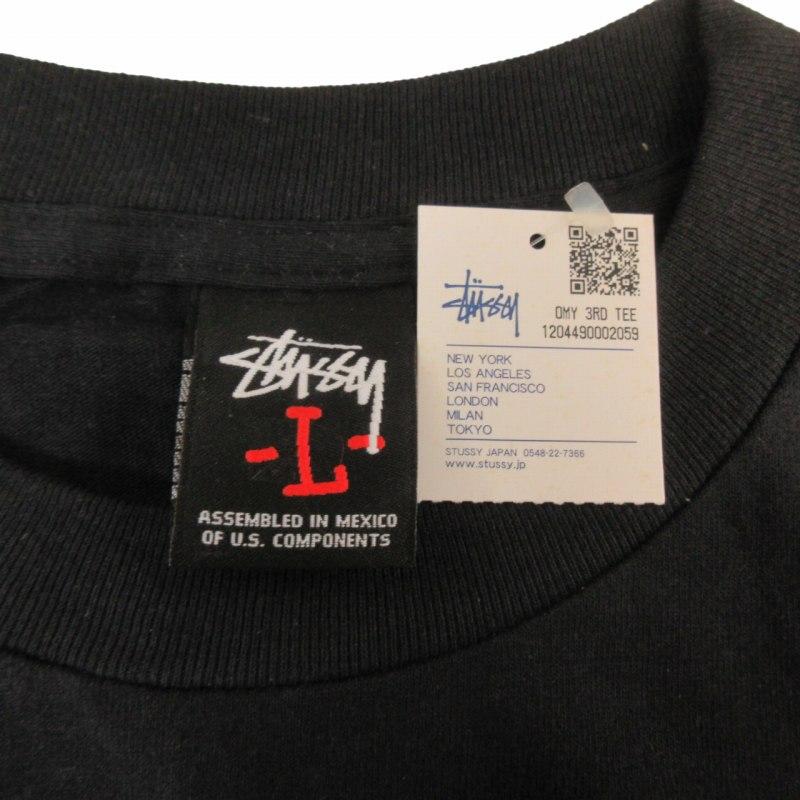 STÜSSY
-L-
ASSEMBLED IN MEXICO
OF U.S. COMPONENTS
STÜSSY
OMY 3RD TEE
1204490002059
NEW YORK
LOS ANGELES
SAN FRANCISCO
LONDON
MILAN
TOKYO
STUSSY JAPAN 0548-22-7366
www.stussy.jp